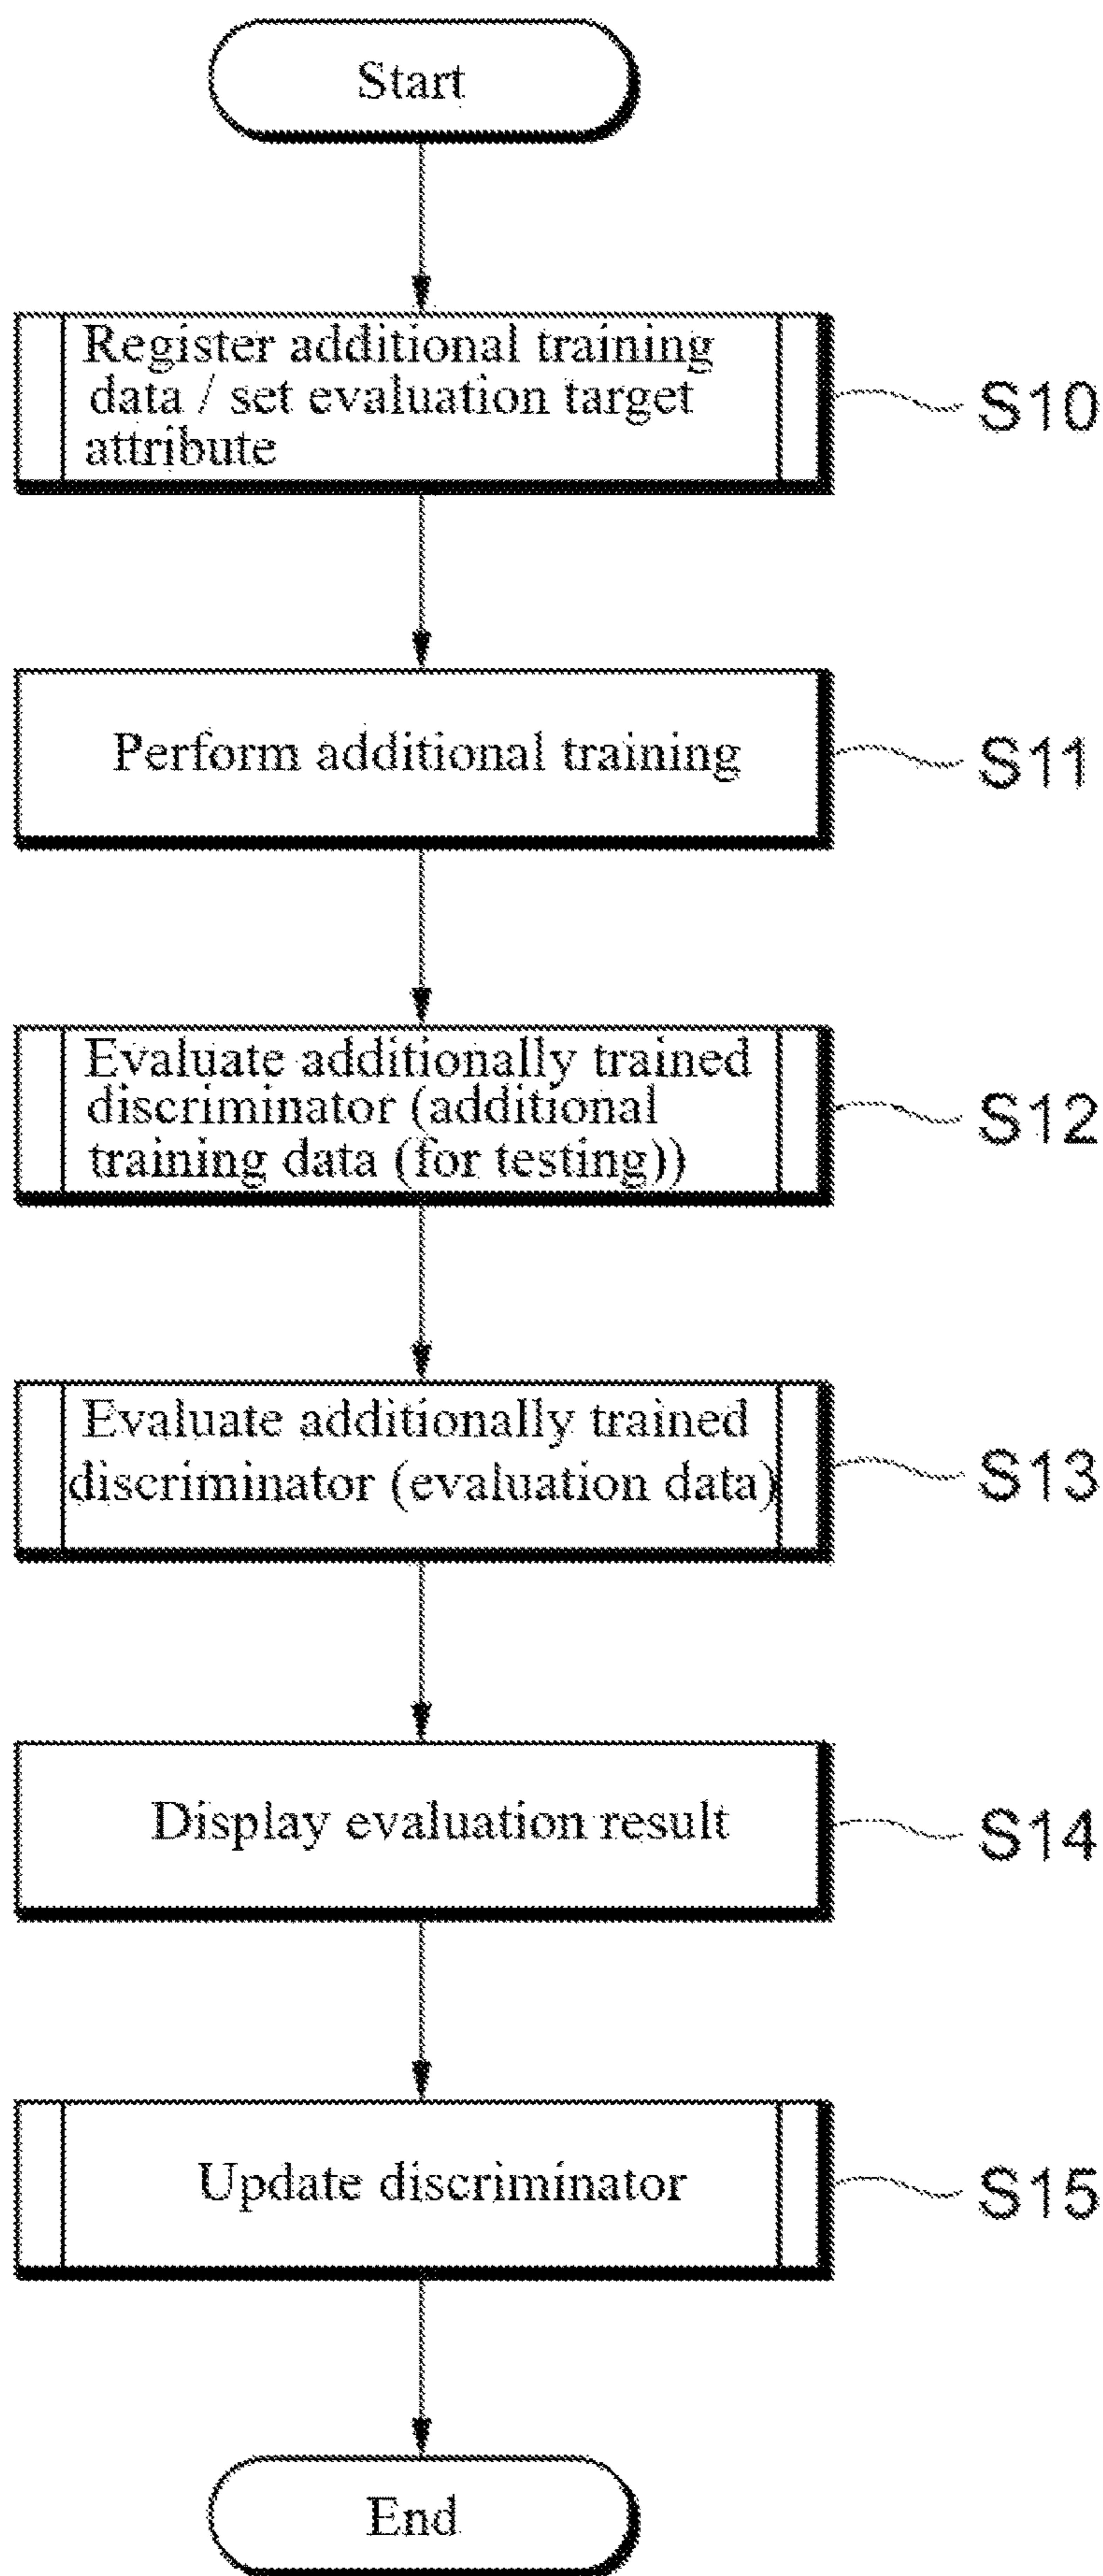 Start
Register additional training
data / set evaluation target
attribute
S10
Perform additional training
S11
Evaluate additionally trained
discriminator (additional
training data (for testing))
S12
Evaluate additionally trained
discriminator (evaluation data)
S13
Display evaluation result
S14
Update discriminator
S15
End